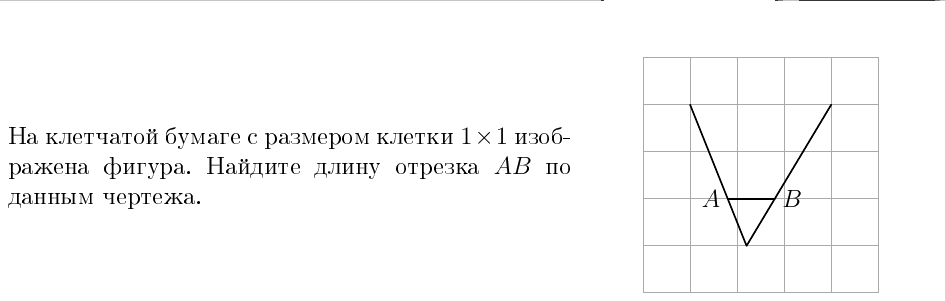 На клетчатой бумаге с размером клетки 1×1 изоб-
ражена фигура. Найдите длину отрезка AB по
данным чертежа.
A
B